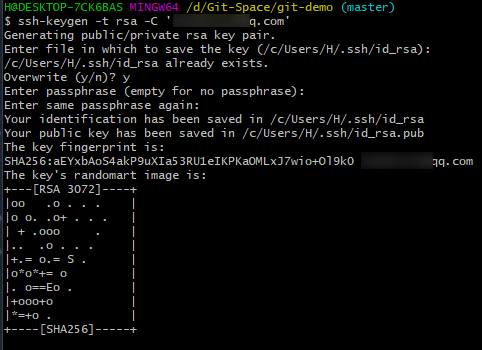 H@DESKTOP-7CK6BAS MINGW64 /d/Git-Space/git-demo (master)
$ ssh-keygen -t rsa -C 'q.com'
Generating public/private rsa key pair.
Enter file in which to save the key (/c/Users/H/.ssh/id_rsa):
/c/Users/H/.ssh/id_rsa already exists.
Overwrite (y/n)? y
Enter passphrase (empty for no passphrase):
Enter same passphrase again:
Your identification has been saved in /c/Users/H/.ssh/id_rsa
Your public key has been saved in /c/Users/H/.ssh/id_rsa.pub
The key fingerprint is:
SHA256:aEYxbAoS4akP9uXIa53RU1eIKPKaOMLxJ7wio+Ol9kO qq.com
The key's randomart image is:
+---[RSA 3072]----+
|oo   .o . . .    |
|o o. .o+ . . .   |
| + .ooo     .    |
|..  .o . . .     |
|+.= o.= S .      |
|o*o*+= o         |
|. o==Eo .        |
|+ooo+o           |
|*=+o .           |
+----[SHA256]-----+